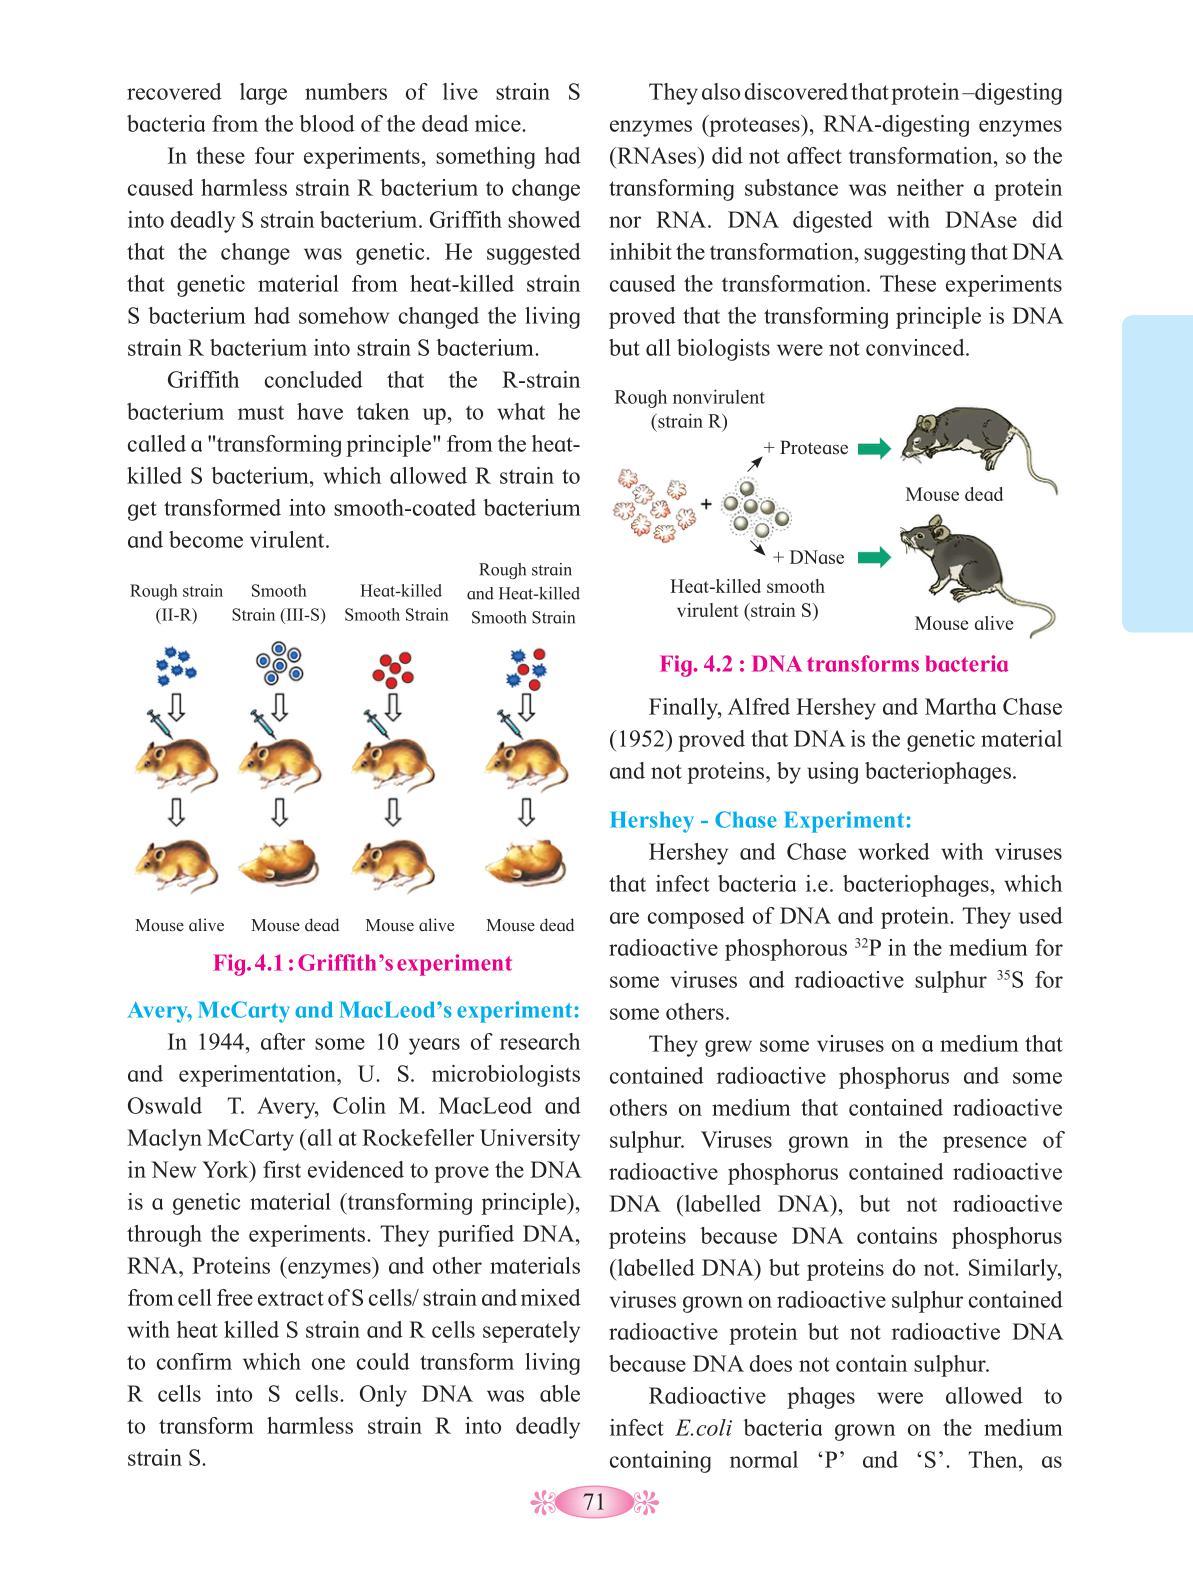 recovered large numbers of live strain S
bacteria from the blood of the dead mice.
In these four experiments, something had
caused harmless strain R bacterium to change
into deadly S strain bacterium. Griffith showed
that the change was genetic. He suggested
that genetic material from heat-killed strain
S bacterium had somehow changed the living
strain R bacterium into strain S bacterium.
Griffith concluded that the R-strain
bacterium must have taken up, to what he
called a "transforming principle" from the heat-
killed S bacterium, which allowed R strain to
get transformed into smooth-coated bacterium
and become virulent.
Rough strain
(II-R)
Smooth
Strain (III-S)
Heat-killed
Smooth Strain
Rough strain
and Heat-killed
Smooth Strain
Mouse alive
Mouse dead
Mouse alive
Mouse dead
Fig. 4.1 : Griffith’s experiment
Avery, McCarty and MacLeod’s experiment:
In 1944, after some 10 years of research
and experimentation, U. S. microbiologists
Oswald T. Avery, Colin M. MacLeod and
Maclyn McCarty (all at Rockefeller University
in New York) first evidenced to prove the DNA
is a genetic material (transforming principle),
through the experiments. They purified DNA,
RNA, Proteins (enzymes) and other materials
from cell free extract of S cells/ strain and mixed
with heat killed S strain and R cells seperately
to confirm which one could transform living
R cells into S cells. Only DNA was able
to transform harmless strain R into deadly
strain S.
They also discovered that protein –digesting
enzymes (proteases), RNA-digesting enzymes
(RNAses) did not affect transformation, so the
transforming substance was neither a protein
nor RNA. DNA digested with DNAse did
inhibit the transformation, suggesting that DNA
caused the transformation. These experiments
proved that the transforming principle is DNA
but all biologists were not convinced.
Rough nonvirulent
(strain R)
+ Protease
Mouse dead
+
+ DNase
Heat-killed smooth
virulent (strain S)
Mouse alive
Fig. 4.2 : DNA transforms bacteria
Finally, Alfred Hershey and Martha Chase
(1952) proved that DNA is the genetic material
and not proteins, by using bacteriophages.
Hershey - Chase Experiment:
Hershey and Chase worked with viruses
that infect bacteria i.e. bacteriophages, which
are composed of DNA and protein. They used
radioactive phosphorous ³²P in the medium for
some viruses and radioactive sulphur ³⁵S for
some others.
They grew some viruses on a medium that
contained radioactive phosphorus and some
others on medium that contained radioactive
sulphur. Viruses grown in the presence of
radioactive phosphorus contained radioactive
DNA (labelled DNA), but not radioactive
proteins because DNA contains phosphorus
(labelled DNA) but proteins do not. Similarly,
viruses grown on radioactive sulphur contained
radioactive protein but not radioactive DNA
because DNA does not contain sulphur.
Radioactive phages were allowed to
infect E.coli bacteria grown on the medium
containing normal ‘P’ and ‘S’. Then, as
71